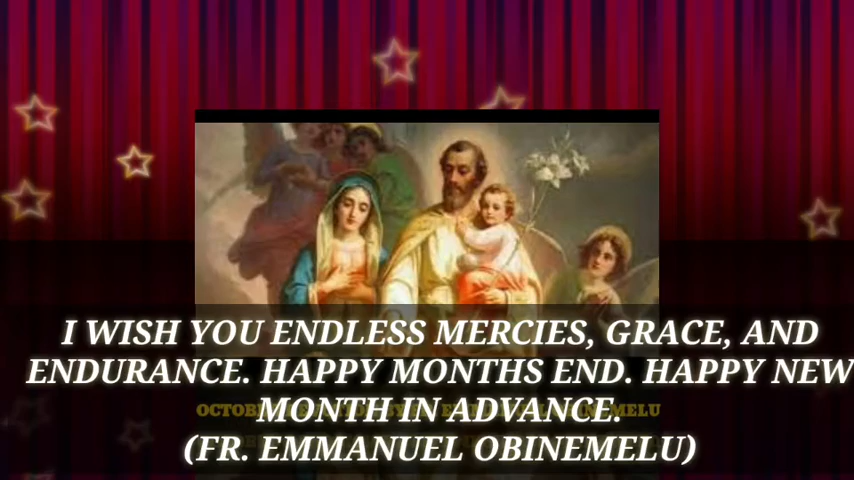 I WISH YOU ENDLESS MERCIES, GRACE, AND
ENDURANCE. HAPPY MONTHS END. HAPPY NEW
MONTH IN ADVANCE.
(FR. EMMANUEL OBINEMELU)